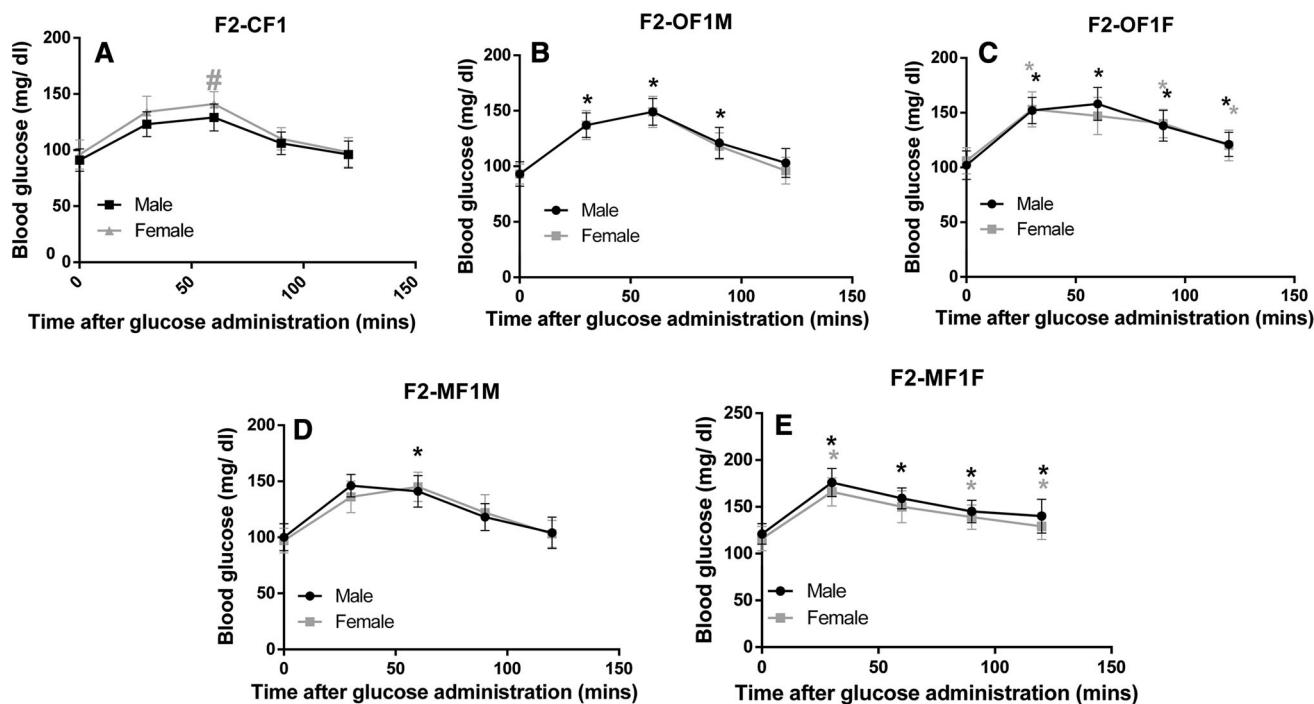 F2-CF1
A
#
Blood glucose (mg/ dl)
200
150
100
50
0
Male
Female
0
50
100
150
Time after glucose administration (mins)
F2-OF1M
B
* * *
Blood glucose (mg/ dl)
200
150
100
50
0
Male
Female
0
50
100
150
Time after glucose administration (mins)
F2-OF1F
C
* * * * * * *
Blood glucose (mg/ dl)
200
150
100
50
0
Male
Female
0
50
100
150
Time after glucose administration (mins)
F2-MF1M
D
*
Blood glucose (mg/ dl)
200
150
100
50
0
Male
Female
0
50
100
150
Time after glucose administration (mins)
F2-MF1F
E
* * * * * * *
Blood glucose (mg/ dl)
250
200
150
100
50
0
Male
Female
0
50
100
150
Time after glucose administration (mins)